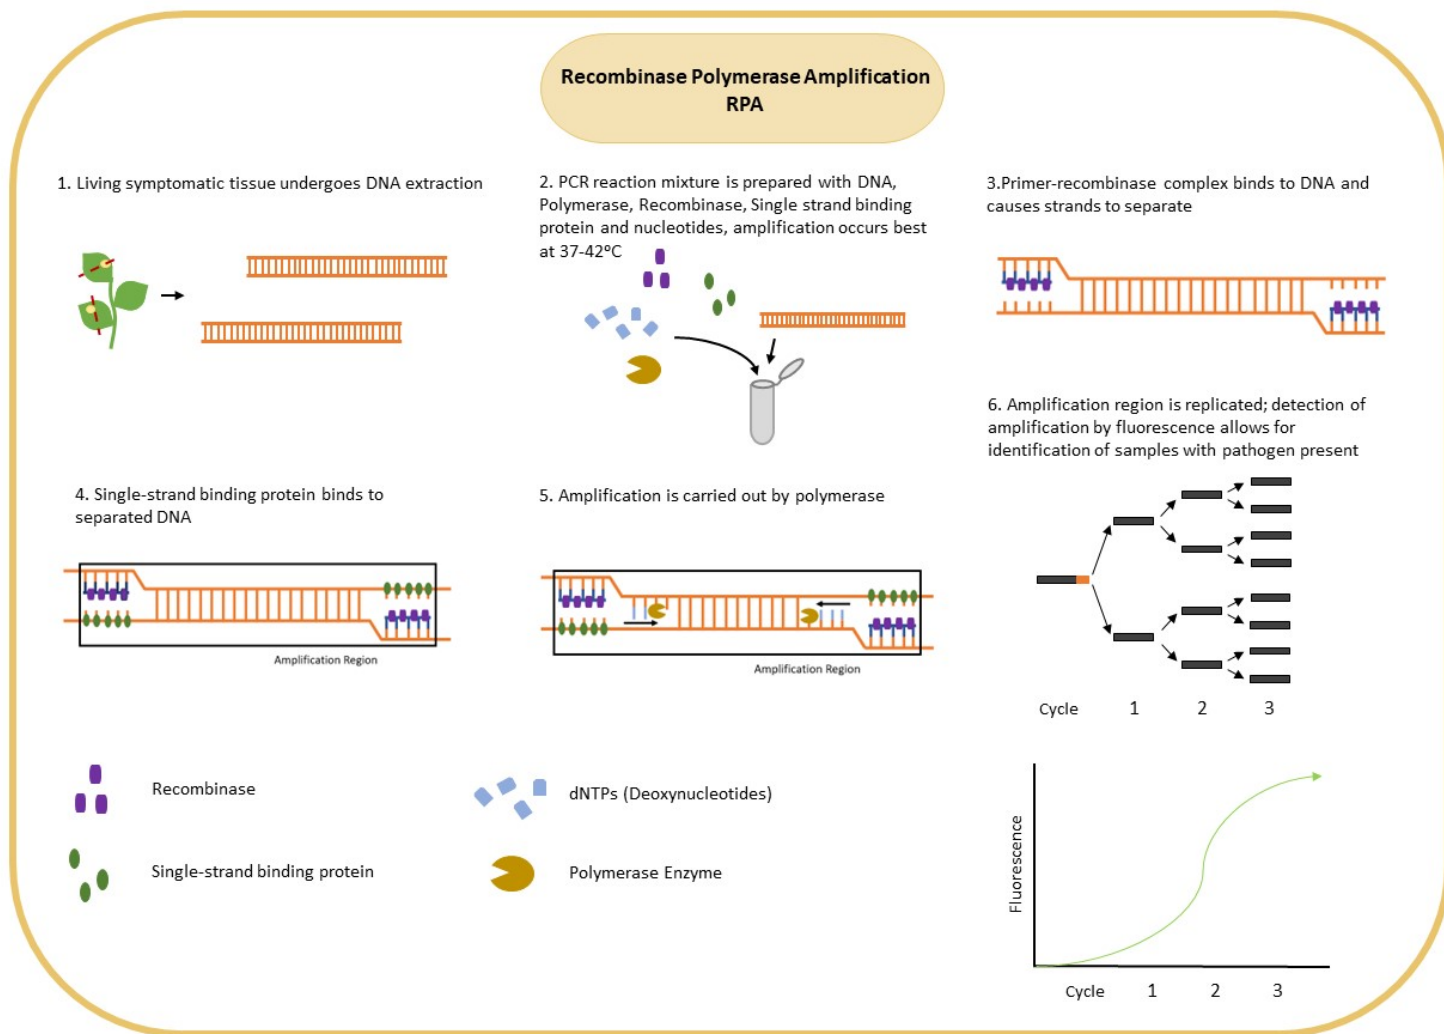 Recombinase Polymerase Amplification
RPA
1. Living symptomatic tissue undergoes DNA extraction
2. PCR reaction mixture is prepared with DNA,
Polymerase, Recombinase, Single strand binding
protein and nucleotides, amplification occurs best
at 37-42°C
3.Primer-recombinase complex binds to DNA and
causes strands to separate
4. Single-strand binding protein binds to
separated DNA
Amplification Region
5. Amplification is carried out by polymerase
Amplification Region
6. Amplification region is replicated; detection of
amplification by fluorescence allows for
identification of samples with pathogen present
Cycle 1 2 3
Recombinase
Single-strand binding protein
dNTPs (Deoxynucleotides)
Polymerase Enzyme
Fluorescence
Cycle 1 2 3